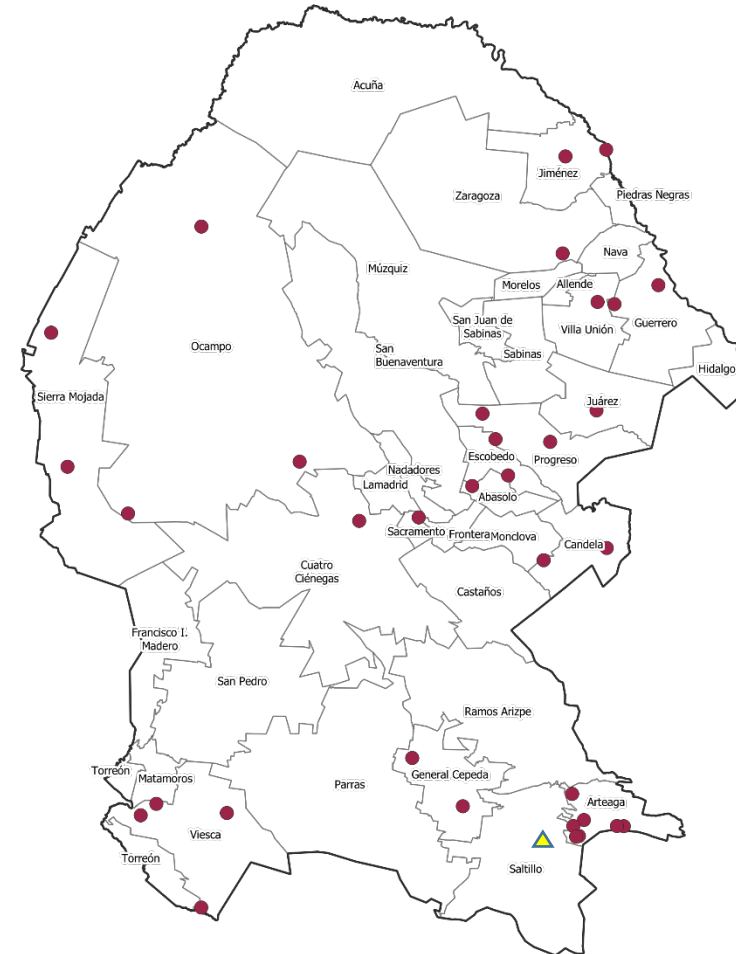 Acuña
Jiménez
Zaragoza
Piedras Negras
Nava
Múzquiz
Morelos
Allende
San Juan de
Sabinas
Villa Unión
Guerrero
Ocampo
San
Buenaventura
Sabinas
Hidalgo
Sierra Mojada
Juárez
Escobedo
Progreso
Nadadores
Lamadrid
Abasolo
Sacramento
Frontera
Monclova
Candela
Cuatro
Ciénegas
Castaños
Francisco I.
Madero
San Pedro
Ramos Arizpe
Torreón
Matamoros
General Cepeda
Parras
Arteaga
Viesca
Torreón
Saltillo